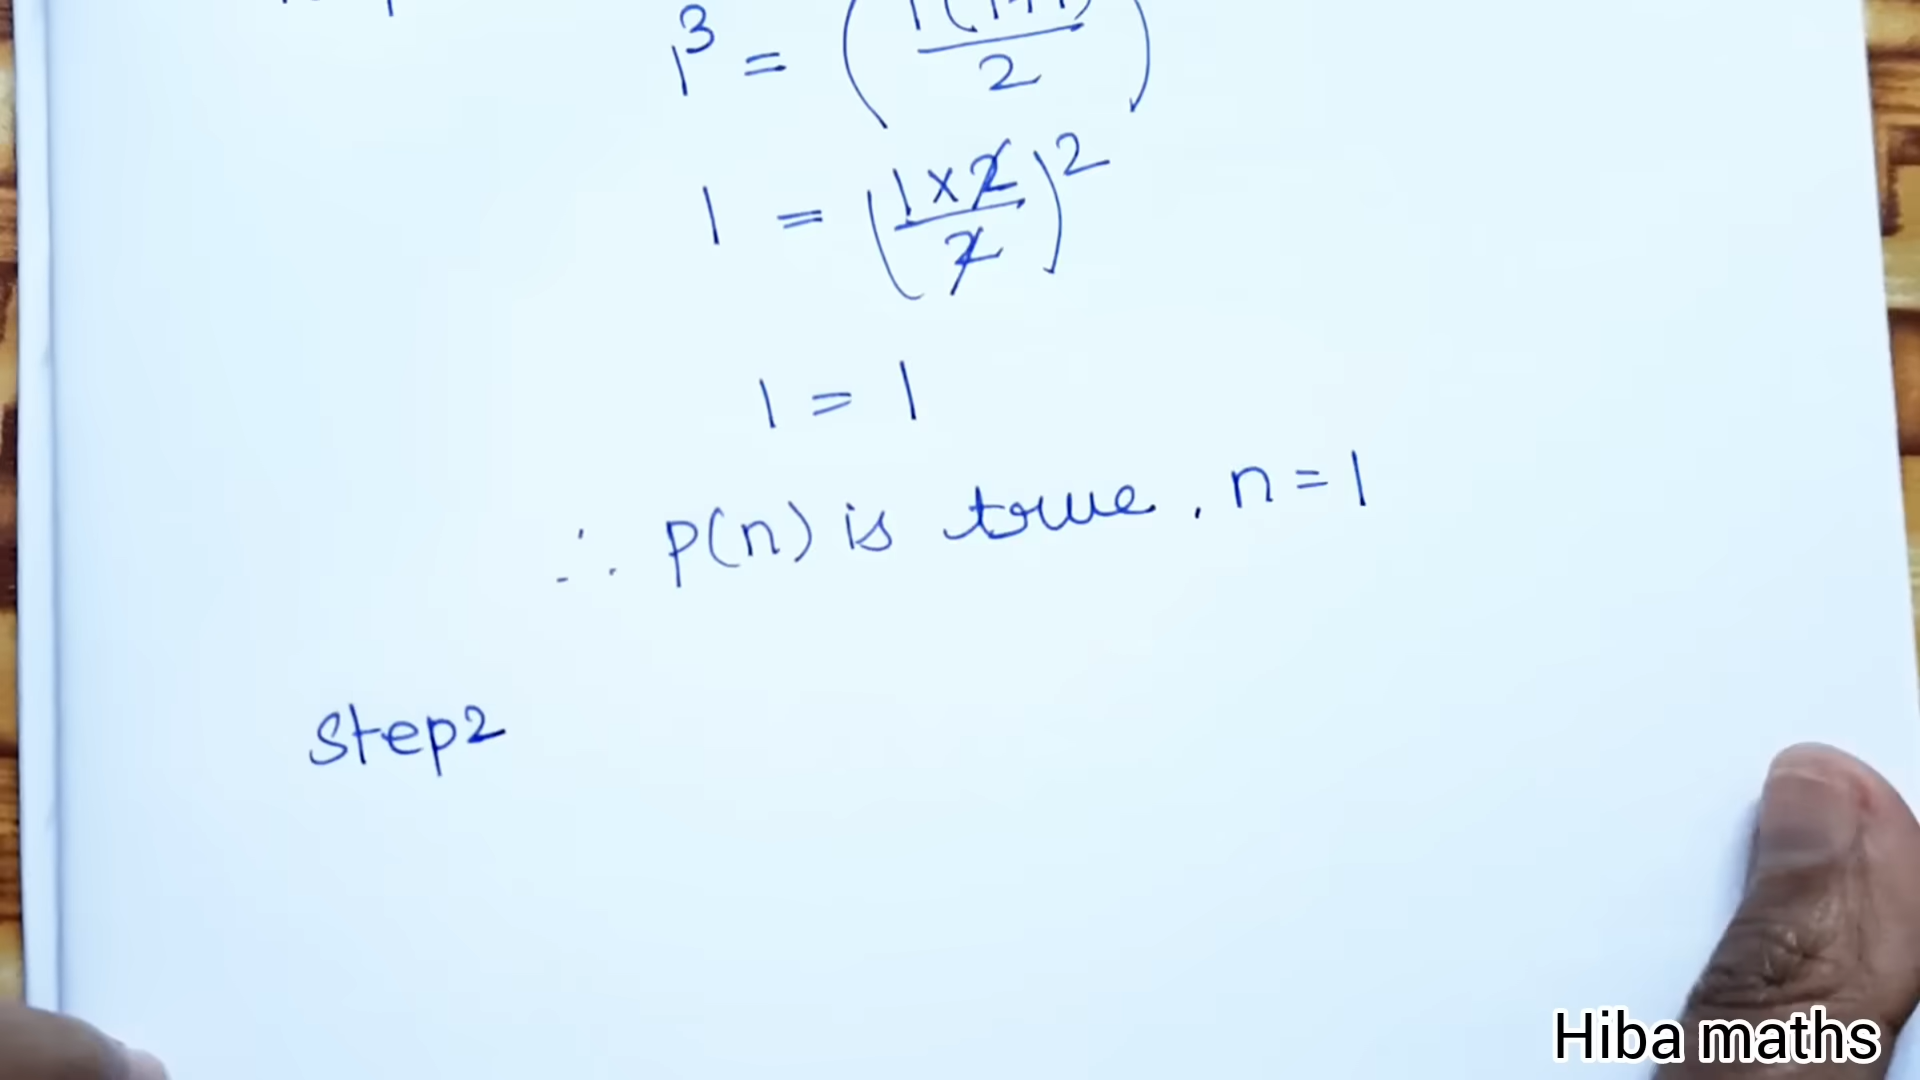 1³ = (1(1+1)/2)
1 = (1×2/2)²
1 = 1
∴ P(n) is true, n = 1
Step2
Hiba maths